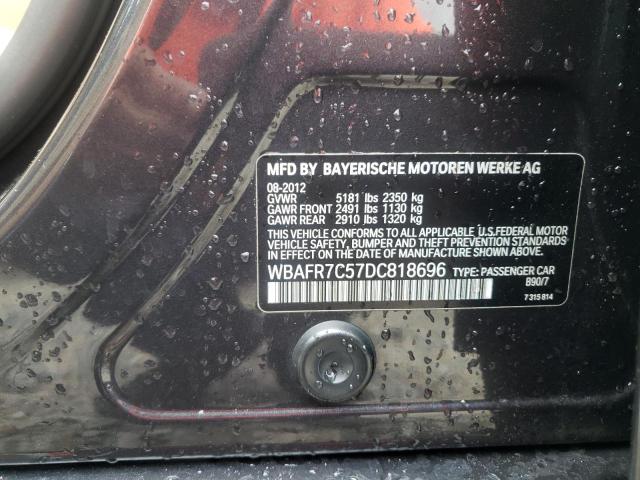 MFD BY BAYERISCHE MOTOREN WERKE AG
08-2012
GVWR 5181 lbs 2350 kg
GAWR FRONT 2491 lbs 1130 kg
GAWR REAR 2910 lbs 1320 kg
THIS VEHICLE CONFORMS TO ALL APPLICABLE U.S.FEDERAL MOTOR
VEHICLE SAFETY, BUMPER AND THEFT PREVENTION STANDARDS
IN EFFECT ON THE DATE OF MANUFACTURE SHOWN ABOVE.
WBAFR7C57DC818696 TYPE: PASSENGER CAR
B90/7
7 315 814